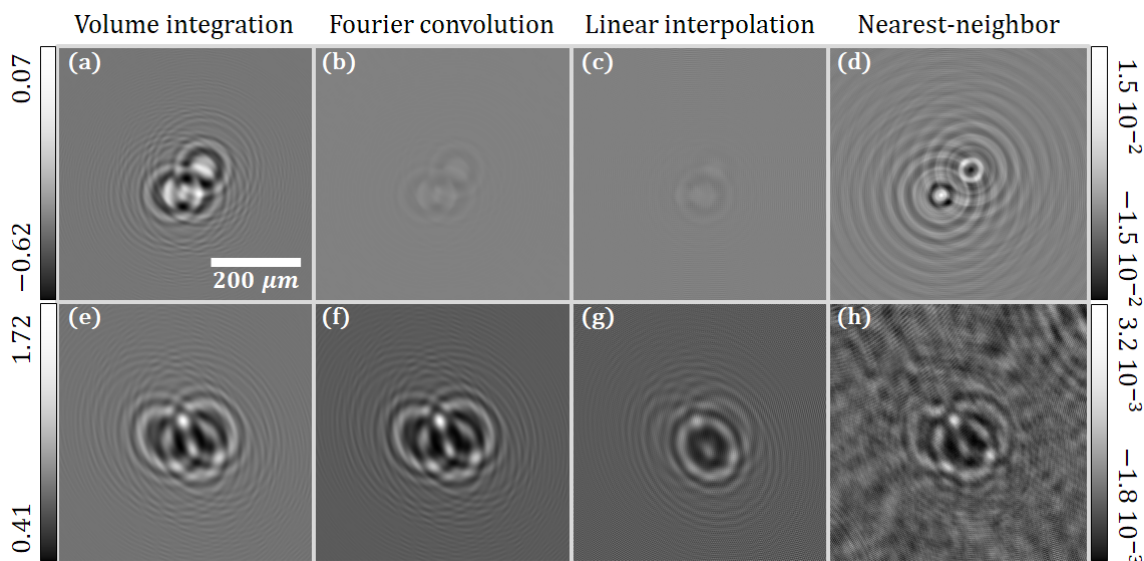 Volume integration Fourier convolution Linear interpolation Nearest-neighbor
(a) (b) (c) (d)
0.07
−0.62
200 μm
1.5 10⁻²
−1.5 10⁻²
(e) (f) (g) (h)
1.72
0.41
3.2 10⁻³
−1.8 10⁻³